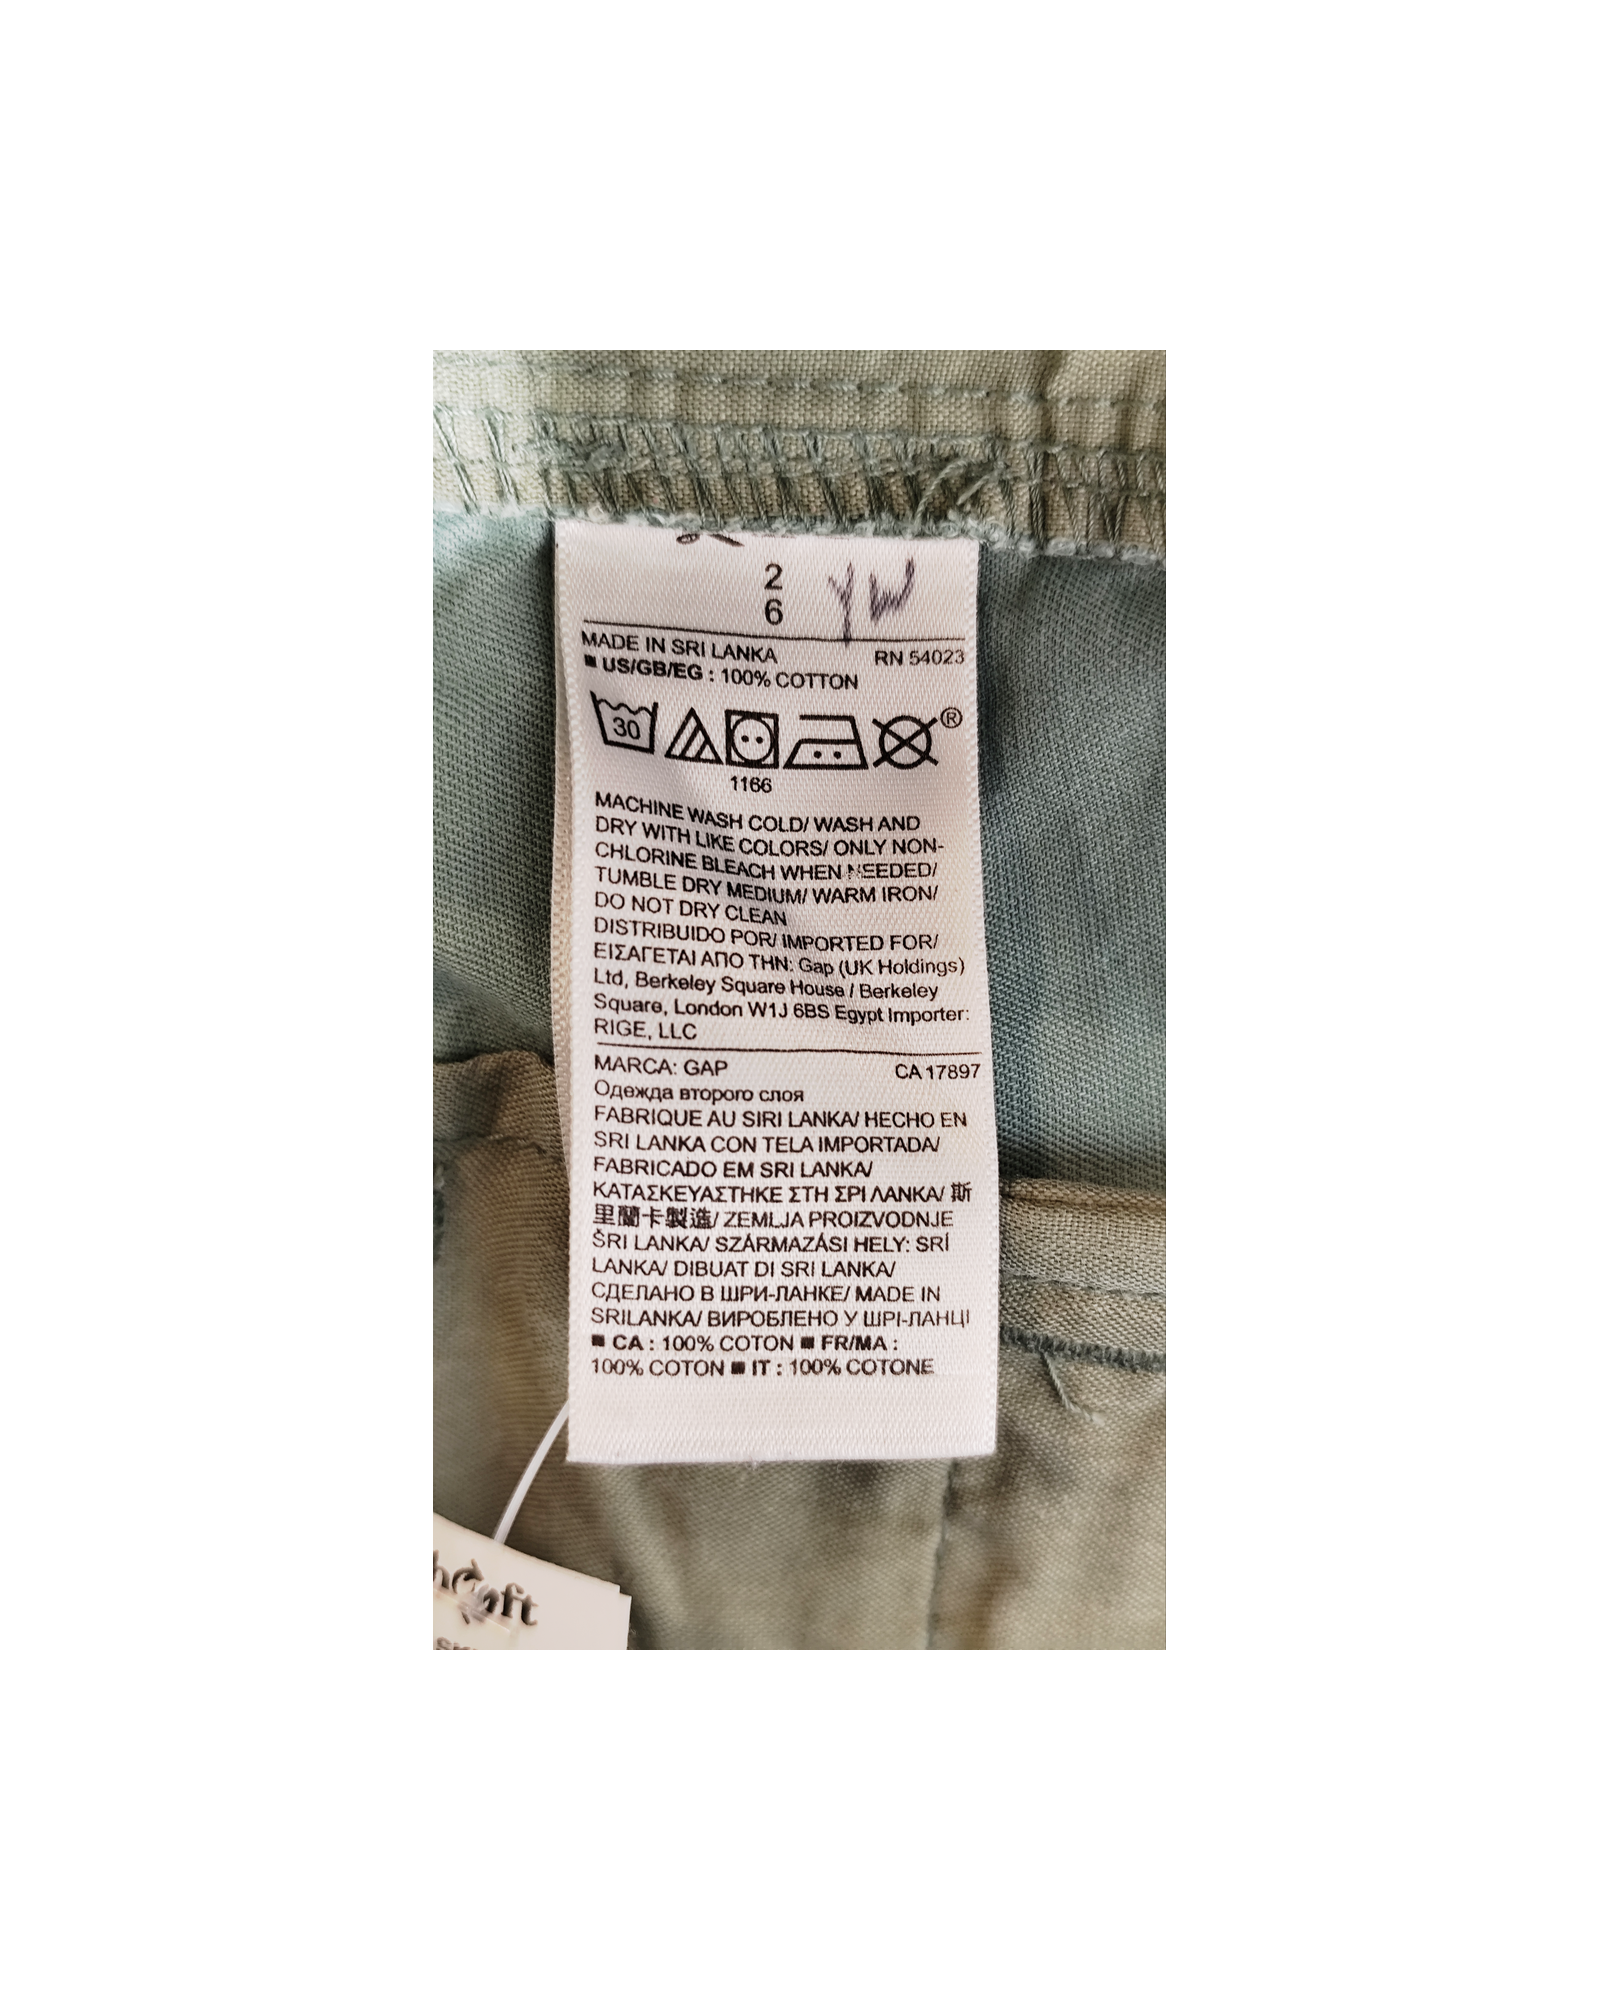 2
6
YW
MADE IN SRI LANKA RN 54023
■ US/GB/EG : 100% COTTON
30
®
1166
MACHINE WASH COLD/ WASH AND
DRY WITH LIKE COLORS/ ONLY NON-
CHLORINE BLEACH WHEN NEEDED/
TUMBLE DRY MEDIUM/ WARM IRON/
DO NOT DRY CLEAN
DISTRIBUIDO POR/ IMPORTED FOR/
ΕΙΣΑΓΕΤΑΙ ΑΠΟ ΤΗΝ: Gap (UK Holdings)
Ltd, Berkeley Square House / Berkeley
Square, London W1J 6BS Egypt Importer:
RIGE, LLC
MARCA: GAP CA 17897
Одежда второго слоя
FABRIQUE AU SIRI LANKA/ HECHO EN
SRI LANKA CON TELA IMPORTADA/
FABRICADO EM SRI LANKA/
ΚΑΤΑΣΚΕΥΑΣΤΗΚΕ ΣΤΗ ΣΡΙ ΛΑΝΚΑ/ 斯
里蘭卡製造/ ZEMLJA PROIZVODNJE
ŠRI LANKA/ SZÁRMAZÁSI HELY: SRÍ
LANKA/ DIBUAT DI SRI LANKA/
СДЕЛАНО В ШРИ-ЛАНКЕ/ MADE IN
SRILANKA/ ВИРОБЛЕНО У ШРІ-ЛАНЦІ
■ CA : 100% COTON ■ FR/MA :
100% COTON ■ IT : 100% COTONE